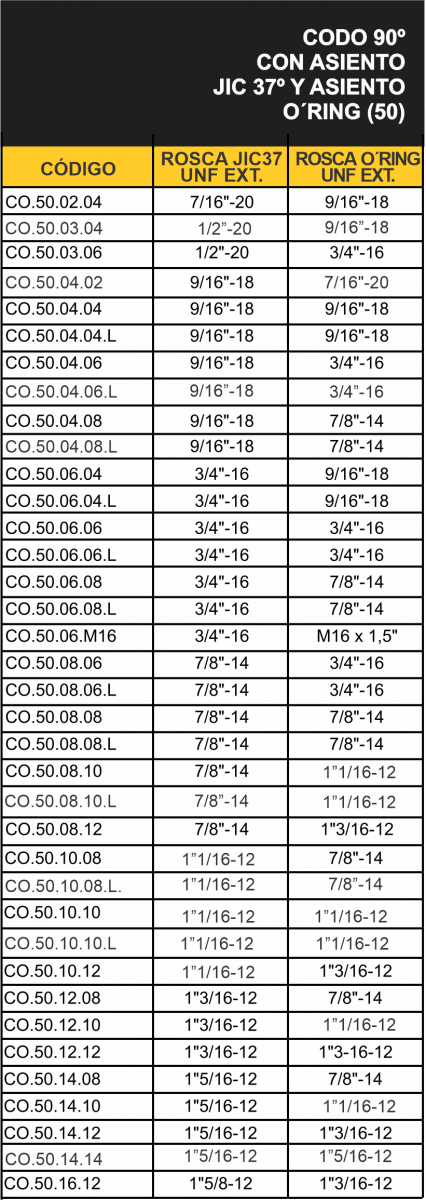 CODO 90º
CON ASIENTO
JIC 37º Y ASIENTO
O´RING (50)
CÓDIGO ROSCA JIC37 UNF EXT. ROSCA O´RING UNF EXT.
CO.50.02.04 7/16"-20 9/16"-18
CO.50.03.04 1/2”-20 9/16”-18
CO.50.03.06 1/2"-20 3/4"-16
CO.50.04.02 9/16"-18 7/16"-20
CO.50.04.04 9/16"-18 9/16"-18
CO.50.04.04.L 9/16"-18 9/16"-18
CO.50.04.06 9/16"-18 3/4"-16
CO.50.04.06.L 9/16”-18 3/4”-16
CO.50.04.08 9/16"-18 7/8"-14
CO.50.04.08.L 9/16"-18 7/8"-14
CO.50.06.04 3/4"-16 9/16"-18
CO.50.06.04.L 3/4"-16 9/16"-18
CO.50.06.06 3/4"-16 3/4"-16
CO.50.06.06.L 3/4"-16 3/4"-16
CO.50.06.08 3/4"-16 7/8"-14
CO.50.06.08.L 3/4"-16 7/8"-14
CO.50.06.M16 3/4"-16 M16 x 1,5"
CO.50.08.06 7/8"-14 3/4"-16
CO.50.08.06.L 7/8"-14 3/4"-16
CO.50.08.08 7/8"-14 7/8"-14
CO.50.08.08.L 7/8"-14 7/8"-14
CO.50.08.10 7/8"-14 1”1/16-12
CO.50.08.10.L 7/8”-14 1”1/16-12
CO.50.08.12 7/8"-14 1"3/16-12
CO.50.10.08 1”1/16-12 7/8"-14
CO.50.10.08.L. 1”1/16-12 7/8”-14
CO.50.10.10 1”1/16-12 1”1/16-12
CO.50.10.10.L 1”1/16-12 1”1/16-12
CO.50.10.12 1”1/16-12 1"3/16-12
CO.50.12.08 1"3/16-12 7/8"-14
CO.50.12.10 1"3/16-12 1”1/16-12
CO.50.12.12 1"3/16-12 1"3-16-12
CO.50.14.08 1"5/16-12 7/8"-14
CO.50.14.10 1"5/16-12 1”1/16-12
CO.50.14.12 1"5/16-12 1"3/16-12
CO.50.14.14 1”5/16-12 1”5/16-12
CO.50.16.12 1"5/8-12 1"3/16-12